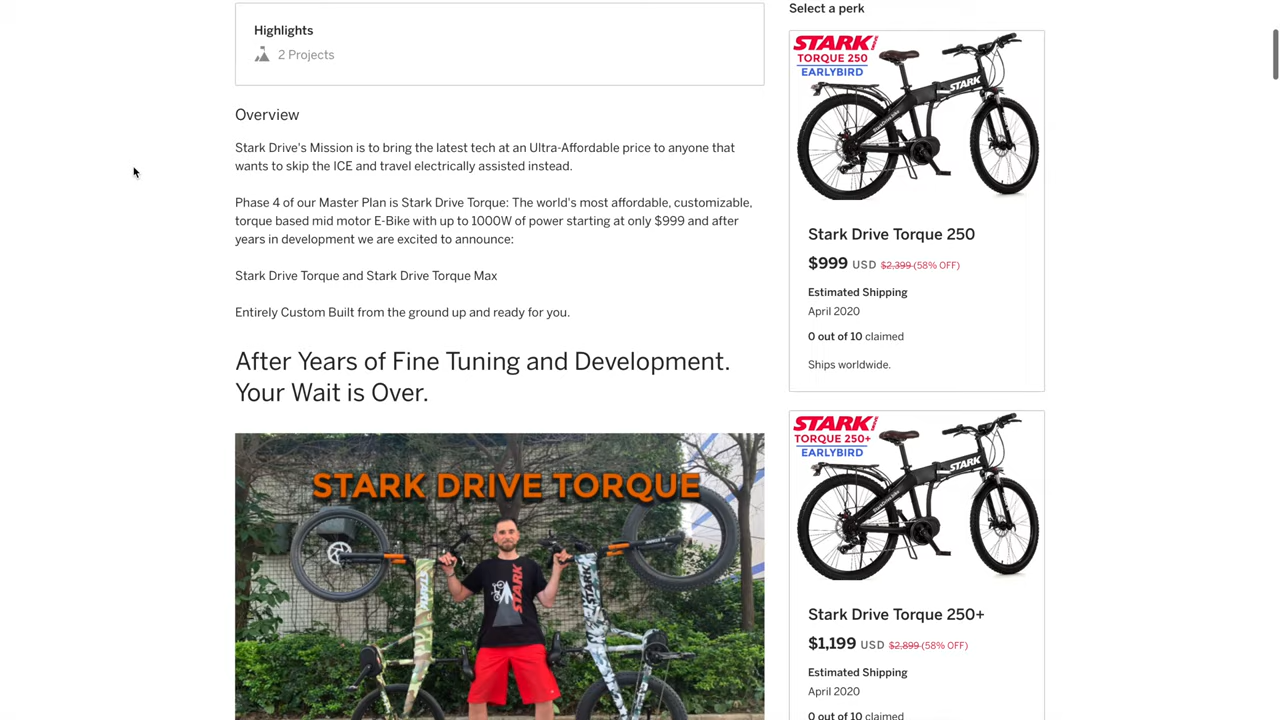 Highlights
2 Projects
Overview
Stark Drive's Mission is to bring the latest tech at an Ultra-Affordable price to anyone that
wants to skip the ICE and travel electrically assisted instead.
Phase 4 of our Master Plan is Stark Drive Torque: The world's most affordable, customizable,
torque based mid motor E-Bike with up to 1000W of power starting at only $999 and after
years in development we are excited to announce:
Stark Drive Torque and Stark Drive Torque Max
Entirely Custom Built from the ground up and ready for you.
After Years of Fine Tuning and Development.
Your Wait is Over.
STARK DRIVE TORQUE
STARK
Select a perk
STARK
TORQUE 250
EARLYBIRD
STARK
Stark Drive Torque 250
$999 USD $2,399 (58% OFF)
Estimated Shipping
April 2020
0 out of 10 claimed
Ships worldwide.
STARK
TORQUE 250+
EARLYBIRD
STARK
Stark Drive Torque 250+
$1,199 USD $2,899 (58% OFF)
Estimated Shipping
April 2020
0 out of 10 claimed